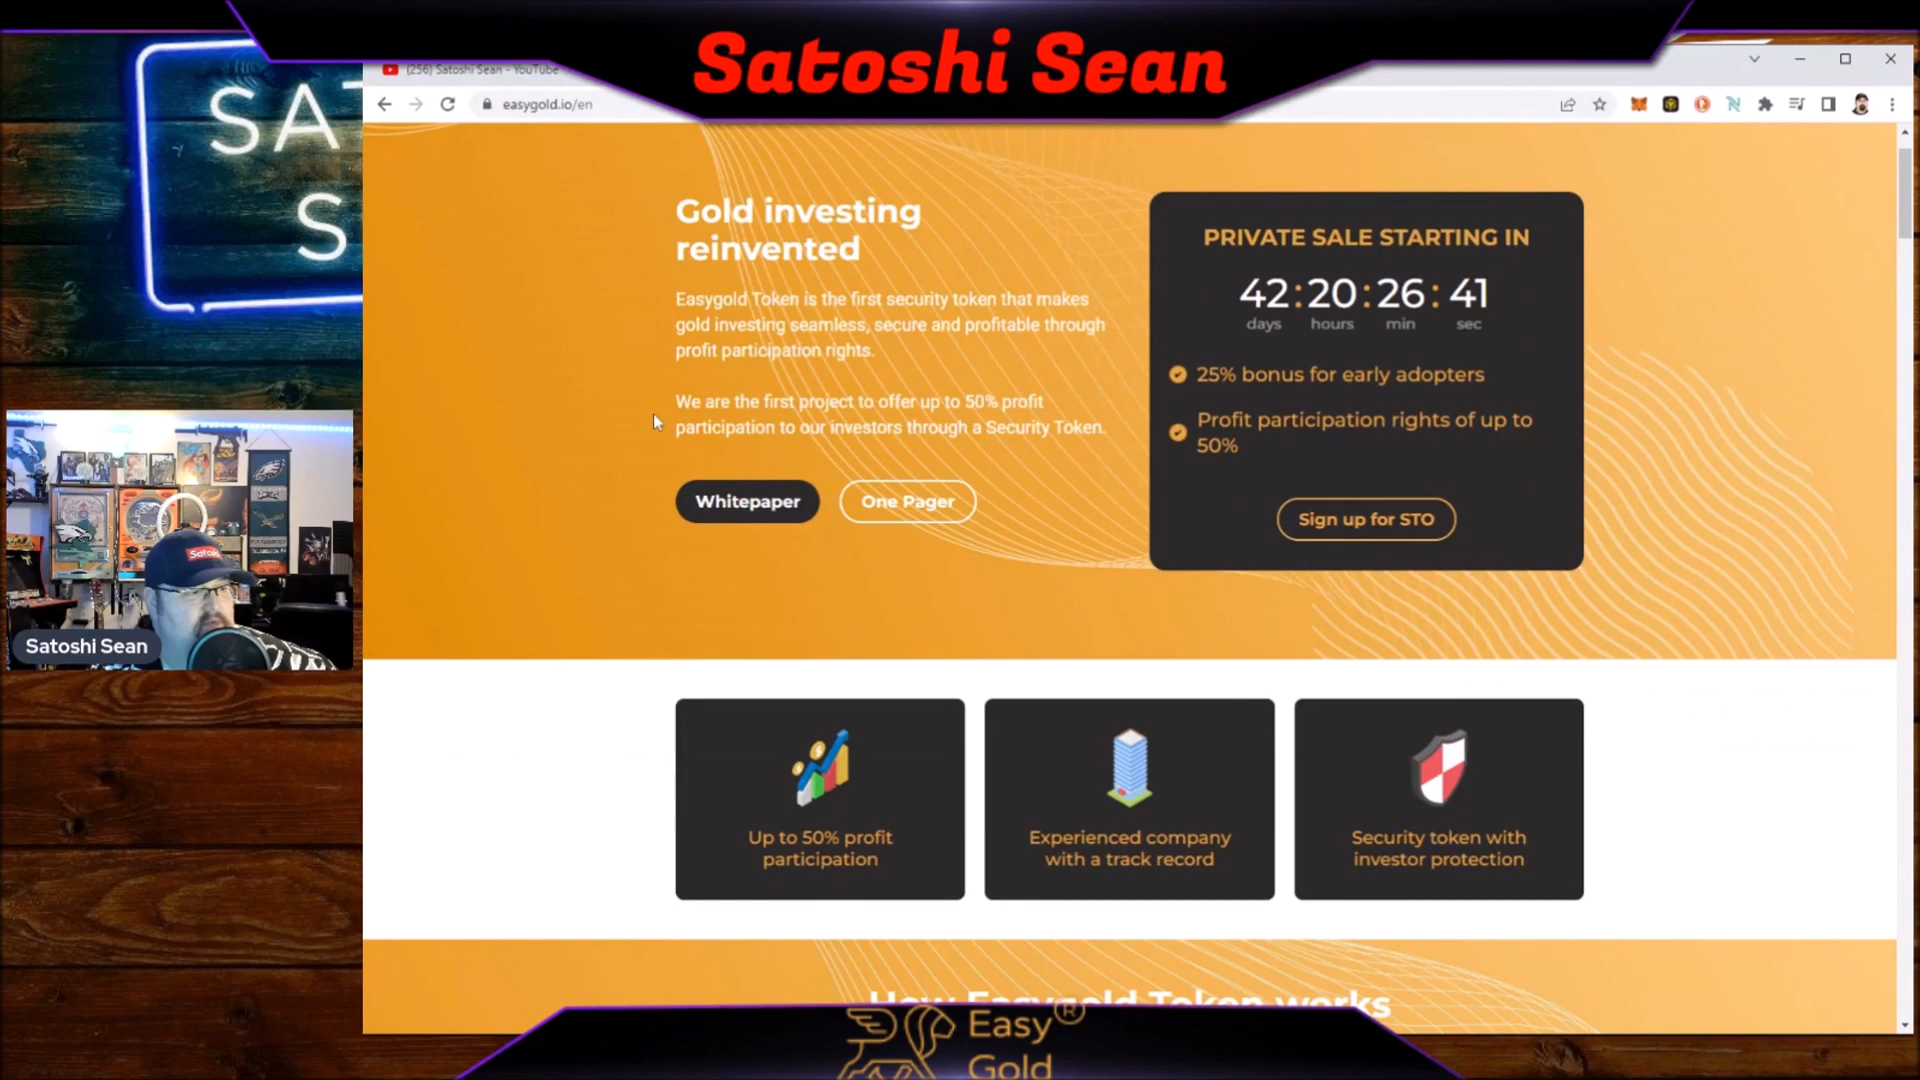 Satoshi Sean
(256) Satoshi Sean - YouTube
easygold.io/en
SA
S
Gold investing
reinvented
Easygold Token is the first security token that makes
gold investing seamless, secure and profitable through
profit participation rights.
We are the first project to offer up to 50% profit
participation to our investors through a Security Token.
Whitepaper
One Pager
PRIVATE SALE STARTING IN
42:20:26:41
days hours min sec
25% bonus for early adopters
Profit participation rights of up to
50%
Sign up for STO
Satoshi Sean
Up to 50% profit
participation
Experienced company
with a track record
Security token with
investor protection
How Easygold Token works
Easy®
Gold